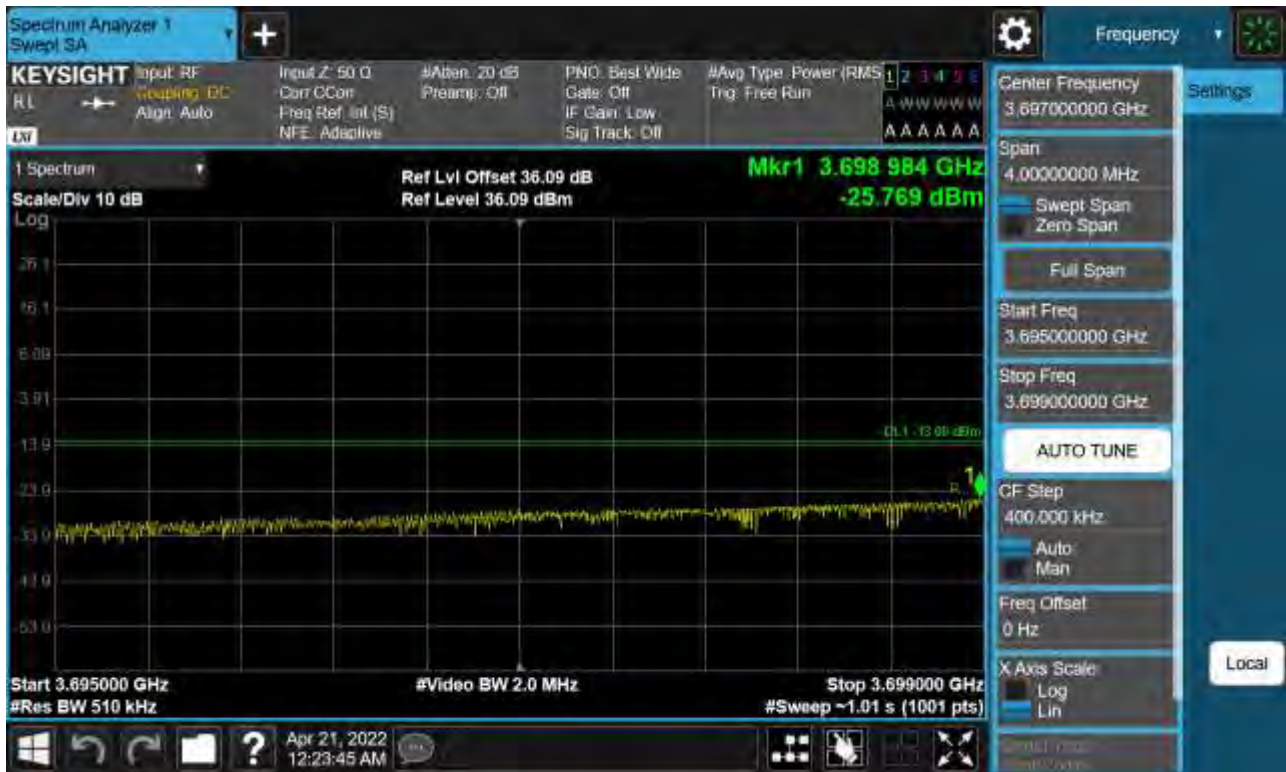 Spectrum Analyzer 1
Swept SA
+
Frequency
KEYSIGHT
RL
Input: RF
Coupling: DC
Align: Auto
Input Z: 50 Ω
Corr CCorr
Freq Ref: Int (S)
NFE: Adaptive
#Atten: 20 dB
Preamp: Off
PNO: Best Wide
Gate: Off
IF Gain: Low
Sig Track: Off
#Avg Type: Power (RMS
Trig: Free Run
1 2 3 4 5 6
A W W W W W
A A A A A A
1 Spectrum
Scale/Div 10 dB
Log
Ref Lvl Offset 36.09 dB
Ref Level 36.09 dBm
Mkr1 3.698 984 GHz
-25.769 dBm
26.1
16.1
6.09
-3.91
-13.9
-23.9
-33.9
-43.9
-53.9
DL1 -13.00 dBm
1
Start 3.695000 GHz
#Res BW 510 kHz
#Video BW 2.0 MHz
Stop 3.699000 GHz
#Sweep ~1.01 s (1001 pts)
?
Apr 21, 2022
12:23:45 AM
Center Frequency
3.697000000 GHz
Settings
Span
4.00000000 MHz
Swept Span
Zero Span
Full Span
Start Freq
3.695000000 GHz
Stop Freq
3.699000000 GHz
AUTO TUNE
CF Step
400.000 kHz
Auto
Man
Freq Offset
0 Hz
X Axis Scale
Log
Lin
Local